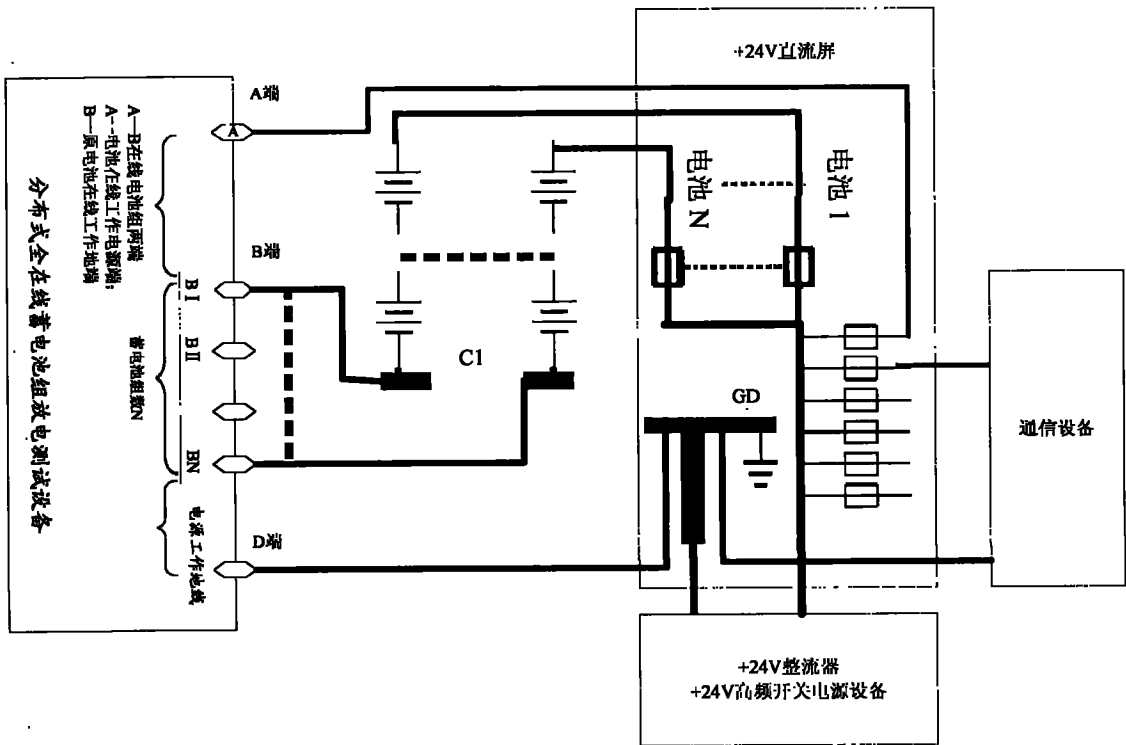 +24V直流屏
A端
A
A—B在线电池组两端
A--电池在线工作电源端;
B—原电池在线工作地端
分布式全在线蓄电池组放电测试设备
B端
BⅠ
BⅡ
BN
蓄电池组数N
电源工作地线
D端
C1
电池 N
电池 1
GD
通信设备
+24V整流器
+24V高频开关电源设备